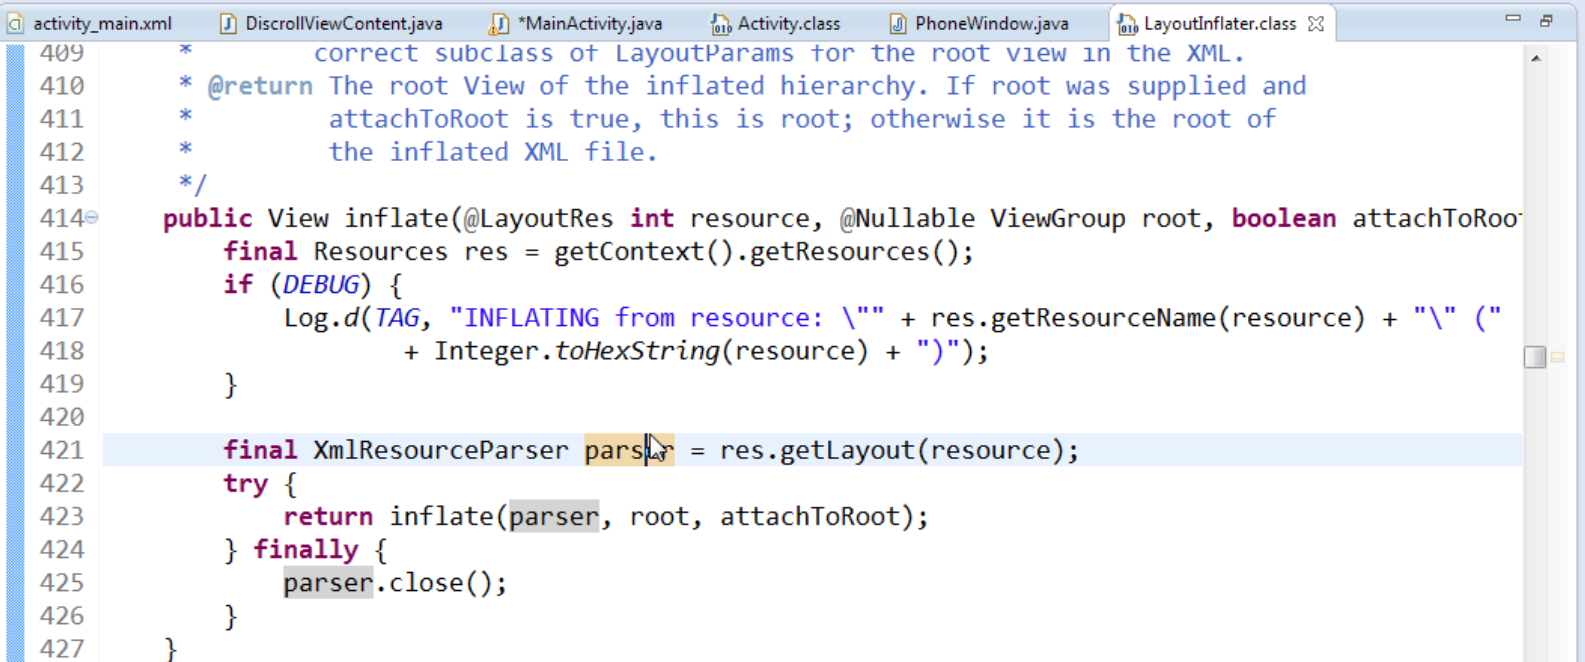 activity_main.xml DiscrollViewContent.java *MainActivity.java Activity.class PhoneWindow.java LayoutInflater.class
409 * correct subclass of LayoutParams for the root view in the XML.
410 * @return The root View of the inflated hierarchy. If root was supplied and
411 * attachToRoot is true, this is root; otherwise it is the root of
412 * the inflated XML file.
413 */
414 public View inflate(@LayoutRes int resource, @Nullable ViewGroup root, boolean attachToRoo
415 final Resources res = getContext().getResources();
416 if (DEBUG) {
417 Log.d(TAG, "INFLATING from resource: \"" + res.getResourceName(resource) + "\" ("
418 + Integer.toHexString(resource) + ")");
419 }
420
421 final XmlResourceParser parser = res.getLayout(resource);
422 try {
423 return inflate(parser, root, attachToRoot);
424 } finally {
425 parser.close();
426 }
427 }